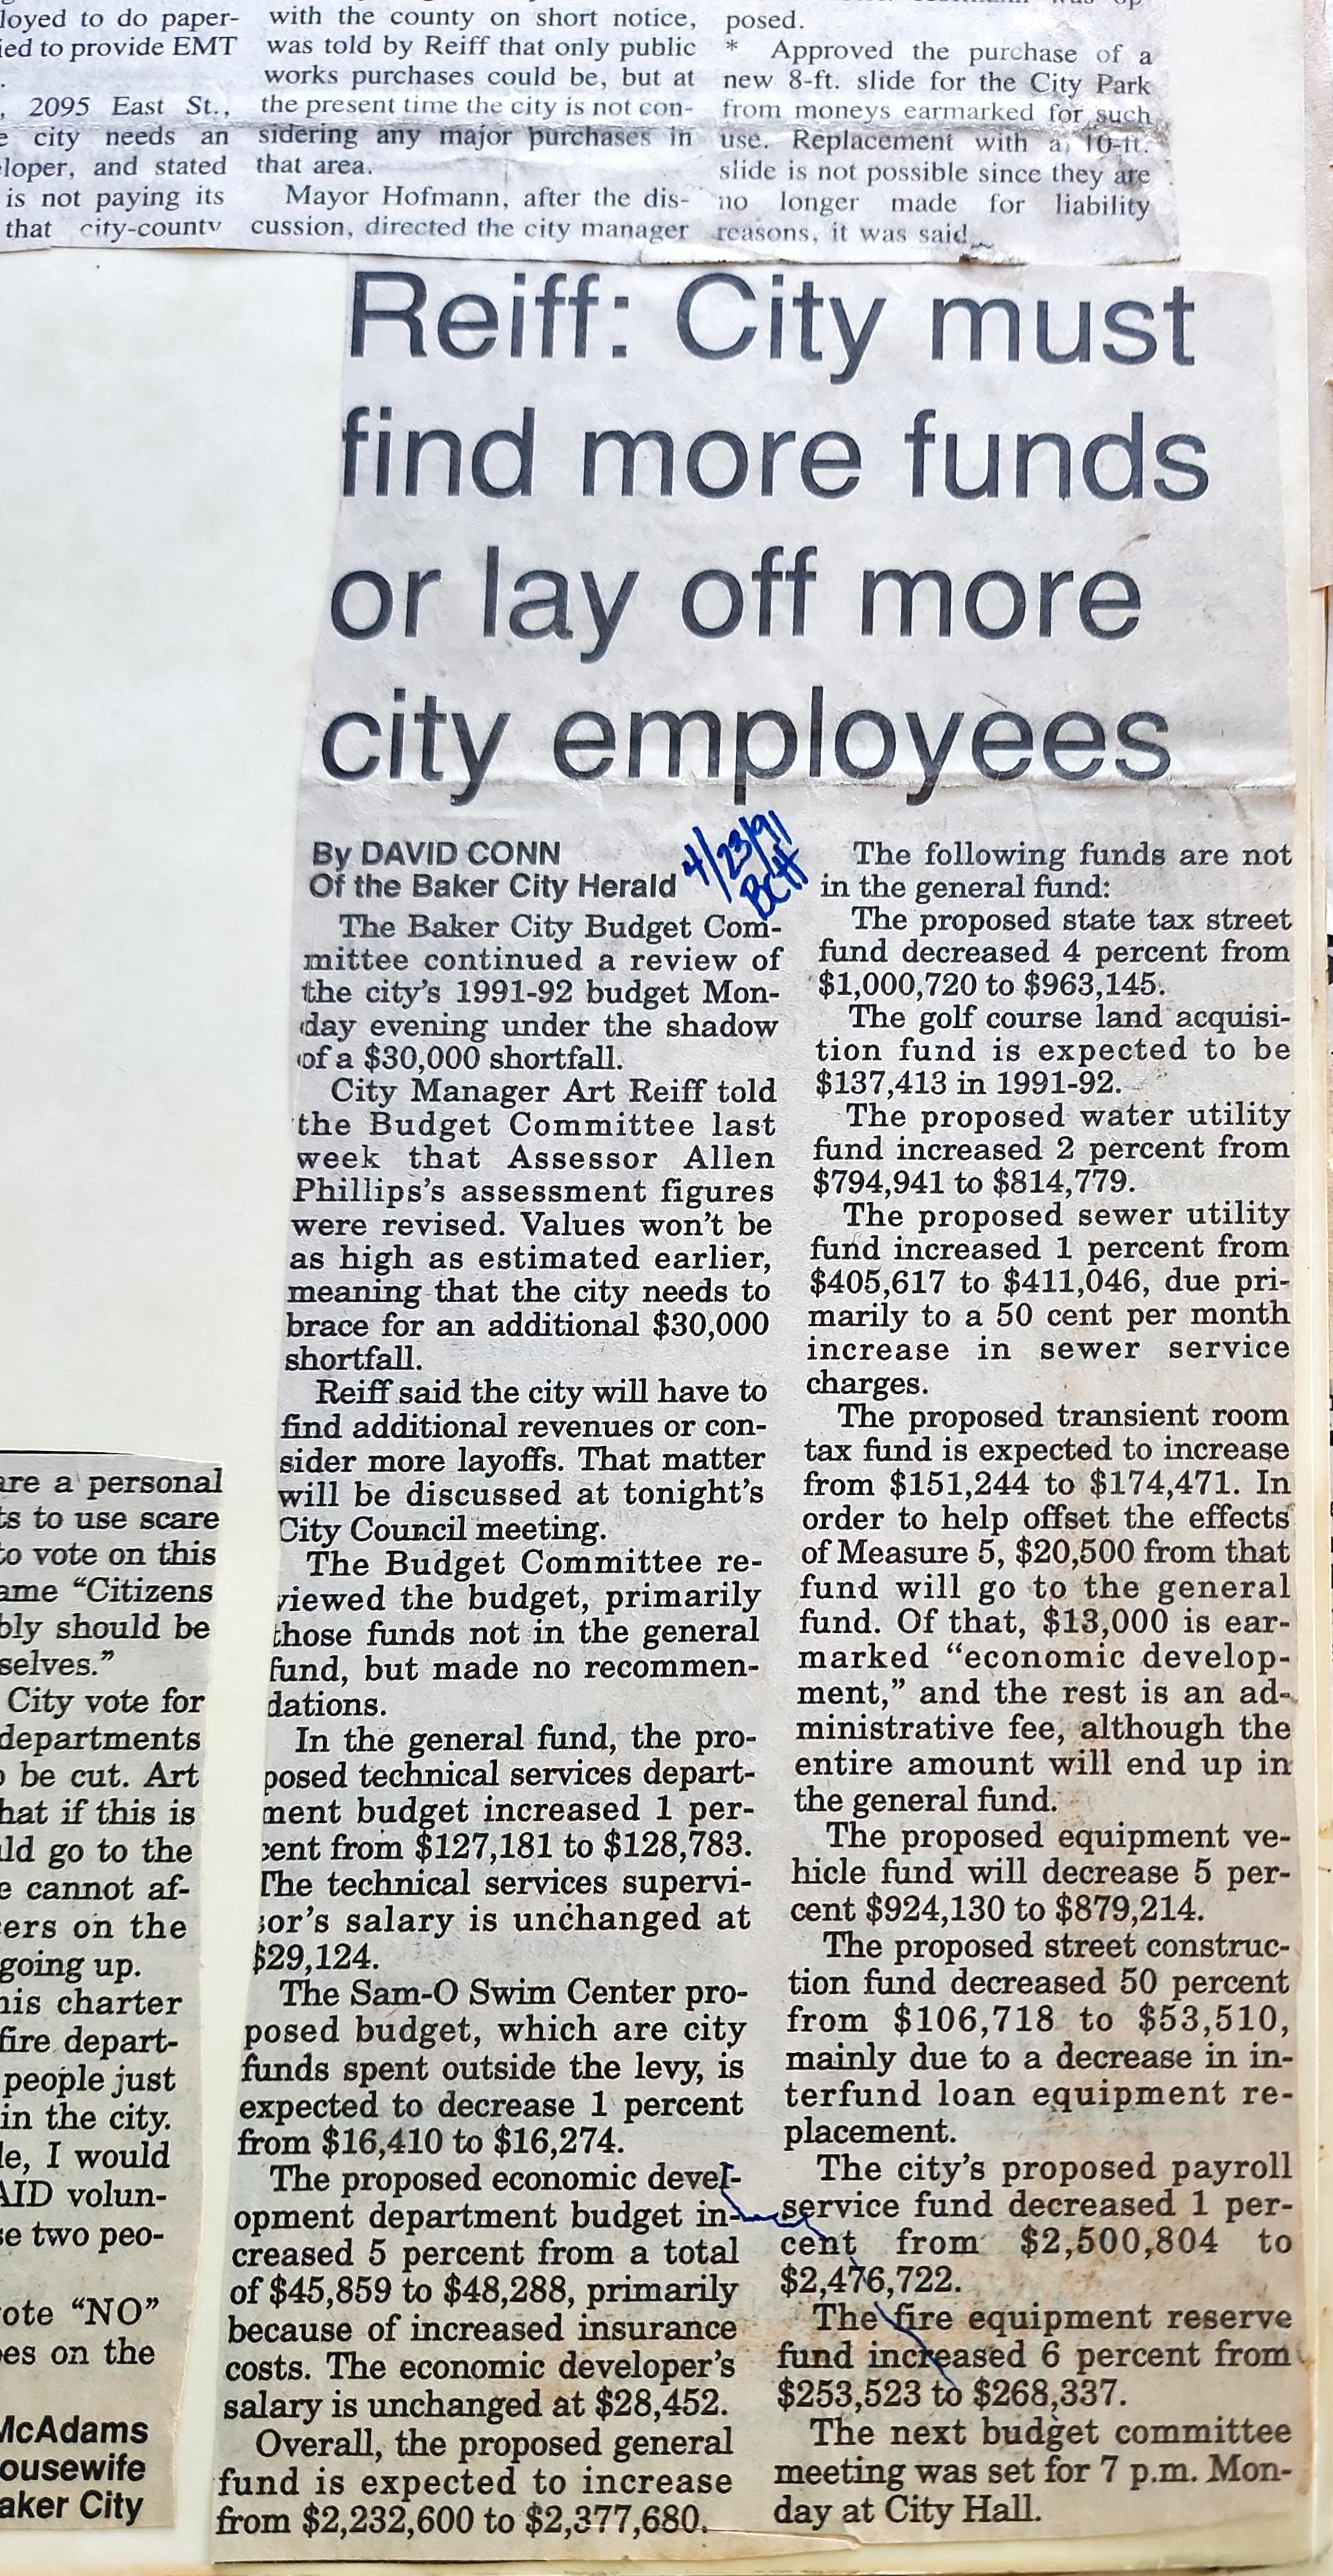 loyed to do paper-
ied to provide EMT
, 2095 East St.,
e city needs an
eloper, and stated
is not paying its
that city-county
with the county on short notice,
was told by Reiff that only public
works purchases could be, but at
the present time the city is not con-
sidering any major purchases in
that area.
Mayor Hofmann, after the dis-
cussion, directed the city manager
posed.
* Approved the purchase of a
new 8-ft. slide for the City Park
from moneys earmarked for such
use. Replacement with a 10-ft.
slide is not possible since they are
no longer made for liability
reasons, it was said
Reiff: City must
find more funds
or lay off more
city employees
By DAVID CONN
Of the Baker City Herald
4/23/91
BCH
The Baker City Budget Com-
mittee continued a review of
the city's 1991-92 budget Mon-
day evening under the shadow
of a $30,000 shortfall.
City Manager Art Reiff told
the Budget Committee last
week that Assessor Allen
Phillips's assessment figures
were revised. Values won't be
as high as estimated earlier,
meaning that the city needs to
brace for an additional $30,000
shortfall.
Reiff said the city will have to
find additional revenues or con-
sider more layoffs. That matter
will be discussed at tonight's
City Council meeting.
The Budget Committee re-
viewed the budget, primarily
those funds not in the general
fund, but made no recommen-
dations.
In the general fund, the pro-
posed technical services depart-
ment budget increased 1 per-
cent from $127,181 to $128,783.
The technical services supervi-
sor's salary is unchanged at
$29,124.
The Sam-O Swim Center pro-
posed budget, which are city
funds spent outside the levy, is
expected to decrease 1 percent
from $16,410 to $16,274.
The proposed economic devel-
opment department budget in-
creased 5 percent from a total
of $45,859 to $48,288, primarily
because of increased insurance
costs. The economic developer's
salary is unchanged at $28,452.
Overall, the proposed general
fund is expected to increase
from $2,232,600 to $2,377,680.
The following funds are not
in the general fund:
The proposed state tax street
fund decreased 4 percent from
$1,000,720 to $963,145.
The golf course land acquisi-
tion fund is expected to be
$137,413 in 1991-92.
The proposed water utility
fund increased 2 percent from
$794,941 to $814,779.
The proposed sewer utility
fund increased 1 percent from
$405,617 to $411,046, due pri-
marily to a 50 cent per month
increase in sewer service
charges.
The proposed transient room
tax fund is expected to increase
from $151,244 to $174,471. In
order to help offset the effects
of Measure 5, $20,500 from that
fund will go to the general
fund. Of that, $13,000 is ear-
marked "economic develop-
ment," and the rest is an ad-
ministrative fee, although the
entire amount will end up in
the general fund.
The proposed equipment ve-
hicle fund will decrease 5 per-
cent $924,130 to $879,214.
The proposed street construc-
tion fund decreased 50 percent
from $106,718 to $53,510,
mainly due to a decrease in in-
terfund loan equipment re-
placement.
The city's proposed payroll
service fund decreased 1 per-
cent from $2,500,804 to
$2,476,722.
The fire equipment reserve
fund increased 6 percent from
$253,523 to $268,337.
The next budget committee
meeting was set for 7 p.m. Mon-
day at City Hall.
are a personal
ts to use scare
to vote on this
ame "Citizens
bly should be
selves."
City vote for
departments
o be cut. Art
hat if this is
uld go to the
e cannot af-
cers on the
going up.
his charter
fire depart-
people just
in the city.
le, I would
AID volun-
se two peo-
ote "NO"
es on the
McAdams
ousewife
aker City